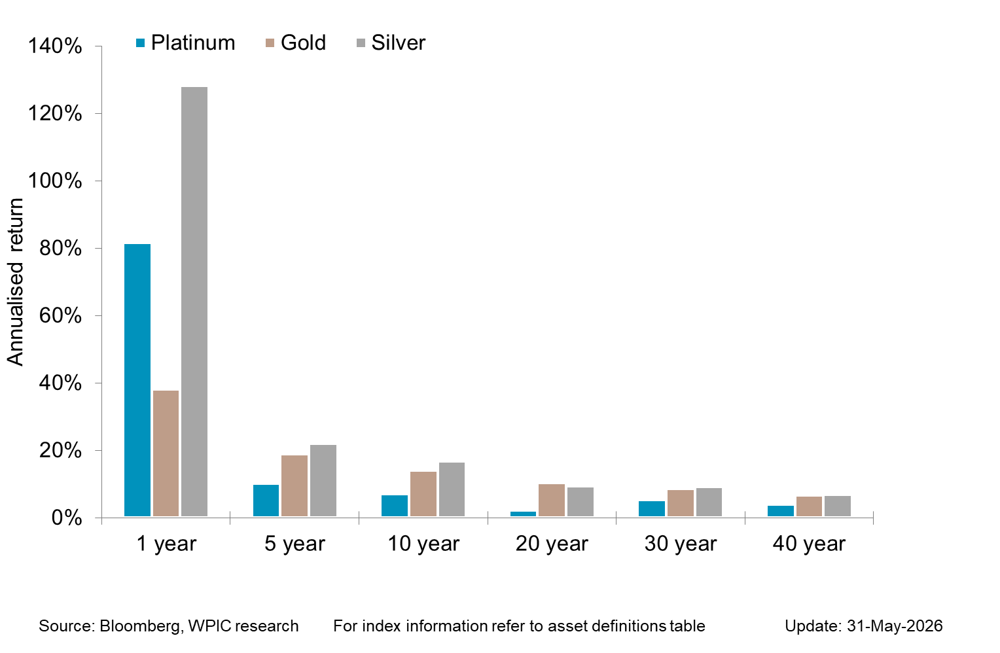 Platinum Gold Silver
140%
120%
100%
80%
60%
40%
20%
0%
Annualised return
1 year 5 year 10 year 20 year 30 year 40 year
Source: Bloomberg, WPIC research For index information refer to asset definitions table Update: 31-May-2026